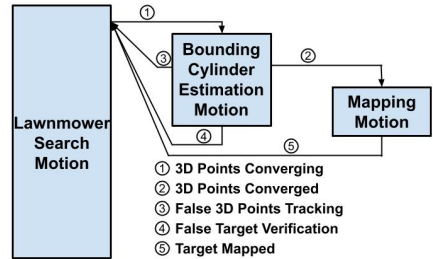 ①
Bounding
Cylinder
Estimation
Motion
③
②
④
Mapping
Motion
Lawnmower
Search
Motion
⑤
① 3D Points Converging
② 3D Points Converged
③ False 3D Points Tracking
④ False Target Verification
⑤ Target Mapped